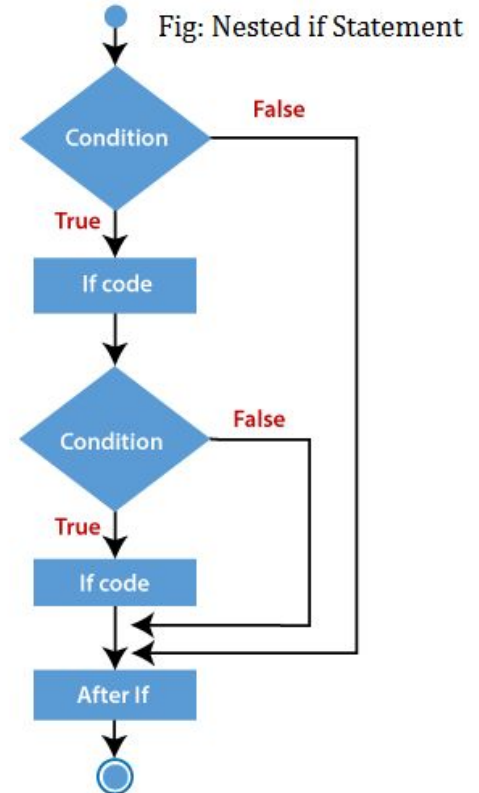 Fig: Nested if Statement
False
Condition
True
If code
False
Condition
True
If code
After If